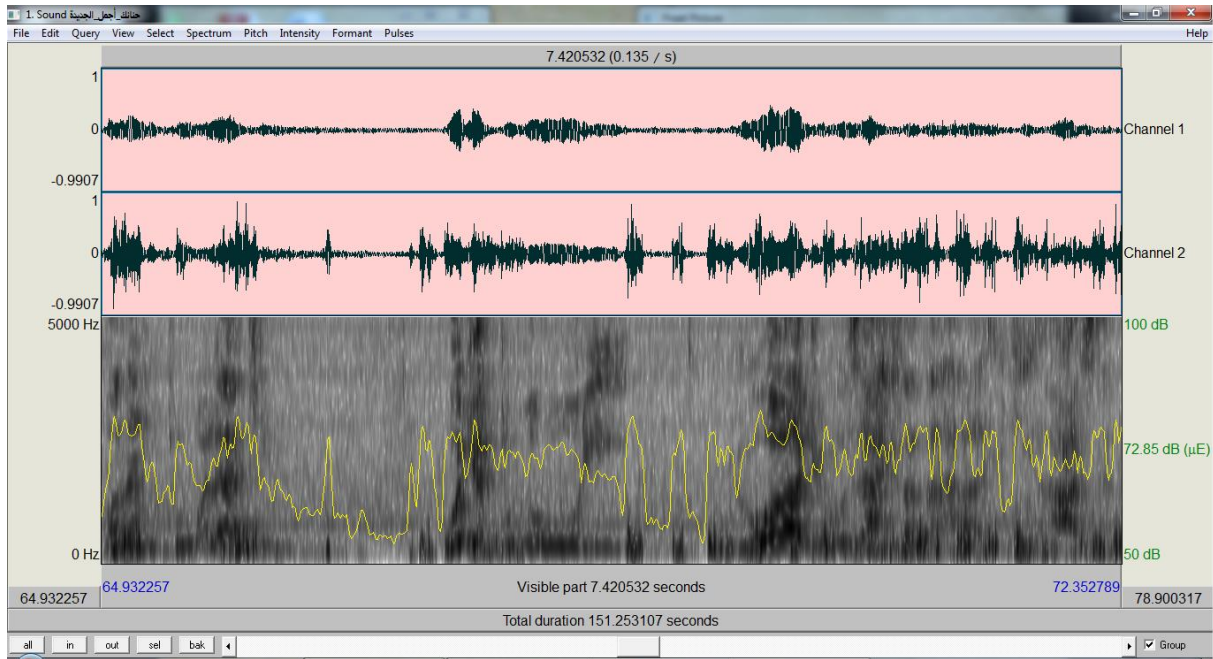 1. Sound حنانك_أجمل_الجنينة
File Edit Query View Select Spectrum Pitch Intensity Formant Pulses Help
7.420532 (0.135 / s)
1
0
-0.9907
Channel 1
1
0
-0.9907
Channel 2
5000 Hz
100 dB
72.85 dB (µE)
0 Hz
50 dB
64.932257
64.932257
Visible part 7.420532 seconds
72.352789
78.900317
Total duration 151.253107 seconds
all in out sel bak Group